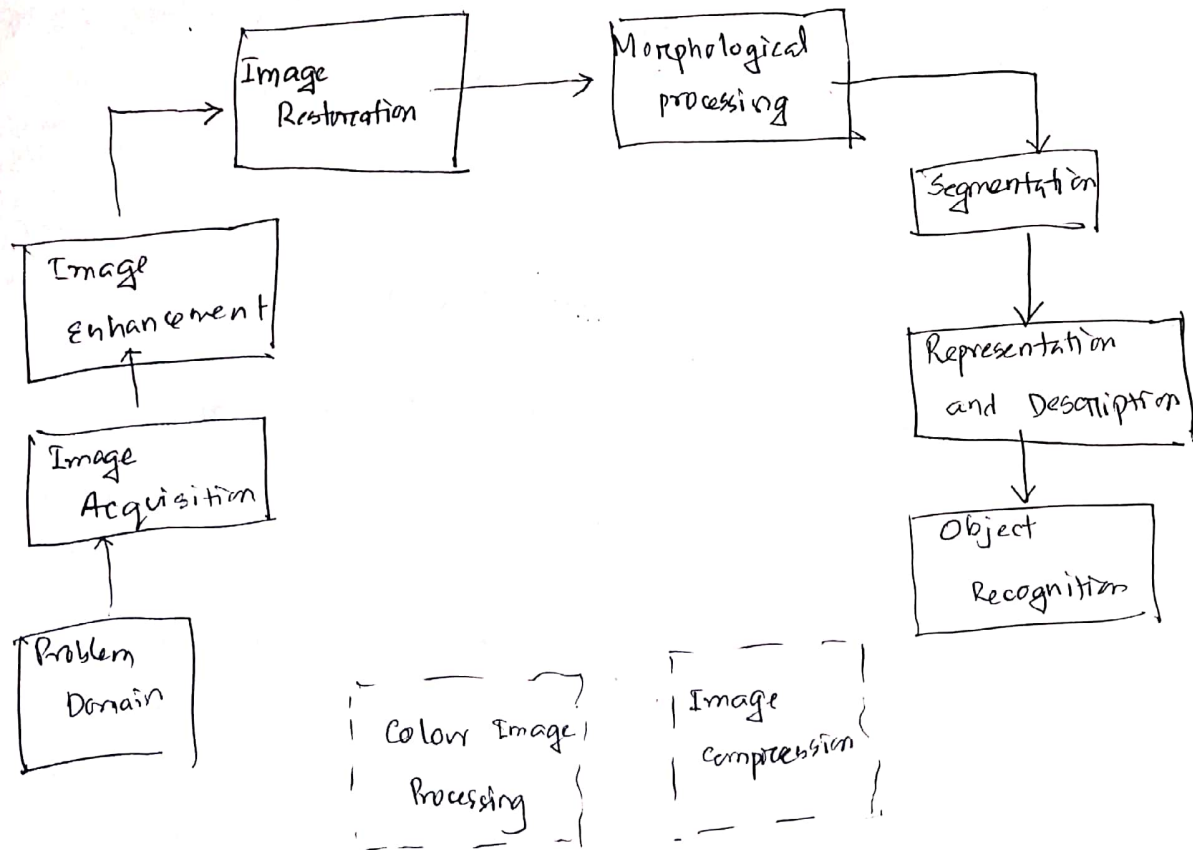 Image
Restoration
Morphological
processing
Segmentation
Image
Enhancement
Representation
and Description
Image
Acquisition
Object
Recognition
Problem
Domain
Colour Image
Processing
Image
Compression